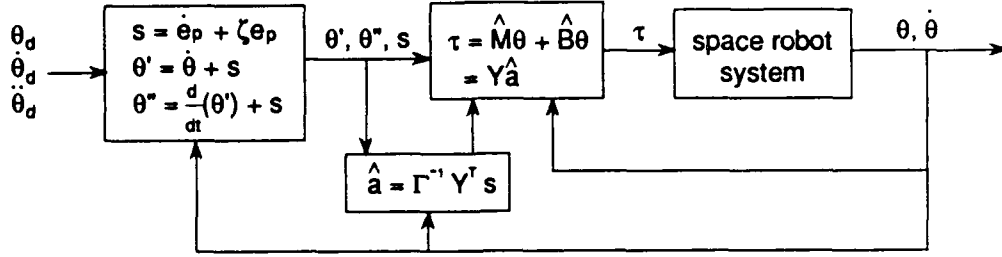 θd
θ̇d
θ̈d
s = ėp + ζep
θ' = θ̇ + s
θ" = d/dt (θ') + s
θ', θ", s
τ = M̂θ + B̂θ
= Yâ
τ
space robot
system
θ, θ̇
â = Γ⁻¹ Yᵀ s